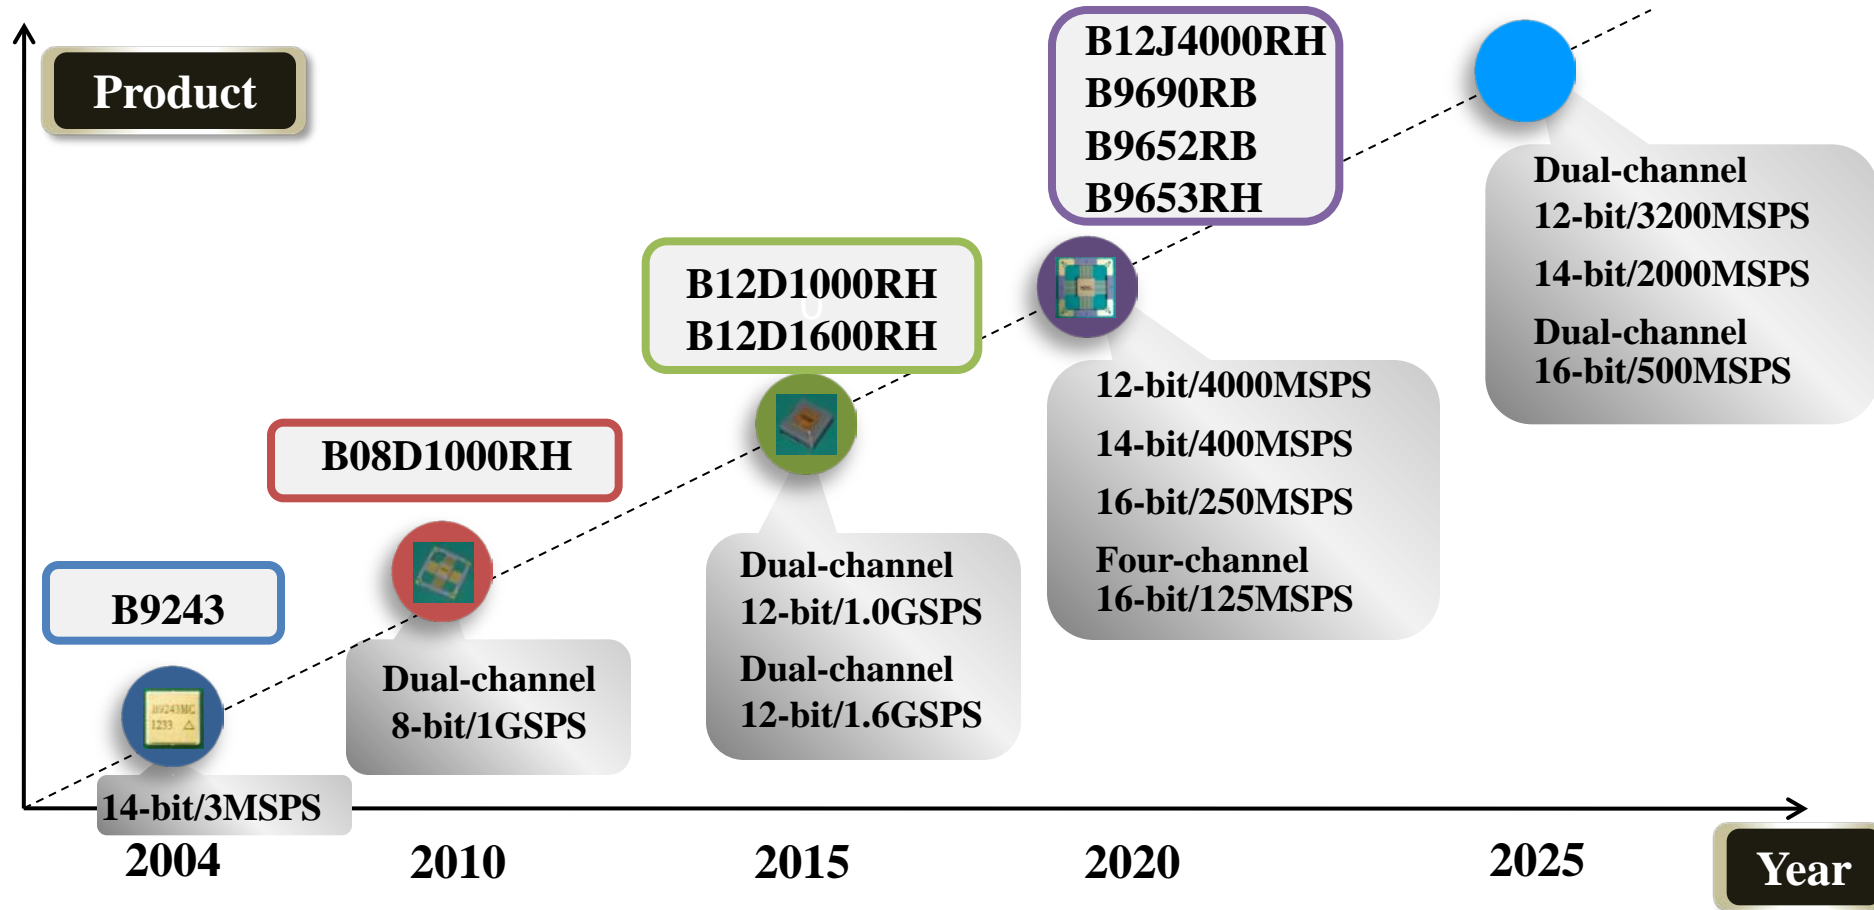 Product
B12J4000RH
B9690RB
B9652RB
B9653RH
Dual-channel
12-bit/3200MSPS
14-bit/2000MSPS
Dual-channel
16-bit/500MSPS
B12D1000RH
B12D1600RH
12-bit/4000MSPS
14-bit/400MSPS
16-bit/250MSPS
Four-channel
16-bit/125MSPS
B08D1000RH
Dual-channel
12-bit/1.0GSPS
Dual-channel
12-bit/1.6GSPS
B9243
Dual-channel
8-bit/1GSPS
B9243MG
1233 △
14-bit/3MSPS
2004
2010
2015
2020
2025
Year